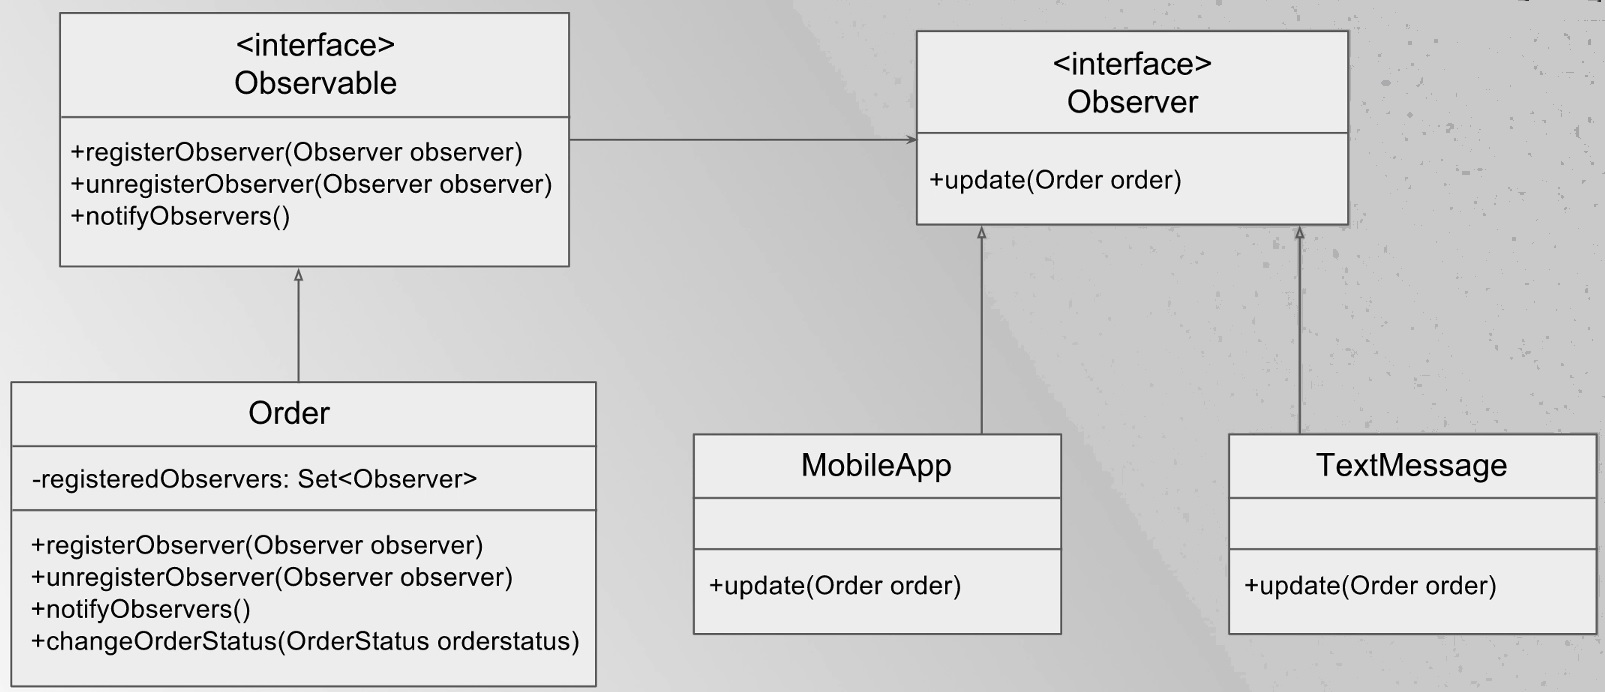 <interface>
Observable
+registerObserver(Observer observer)
+unregisterObserver(Observer observer)
+notifyObservers()
<interface>
Observer
+update(Order order)
Order
-registeredObservers: Set<Observer>
+registerObserver(Observer observer)
+unregisterObserver(Observer observer)
+notifyObservers()
+changeOrderStatus(OrderStatus orderstatus)
MobileApp
+update(Order order)
TextMessage
+update(Order order)